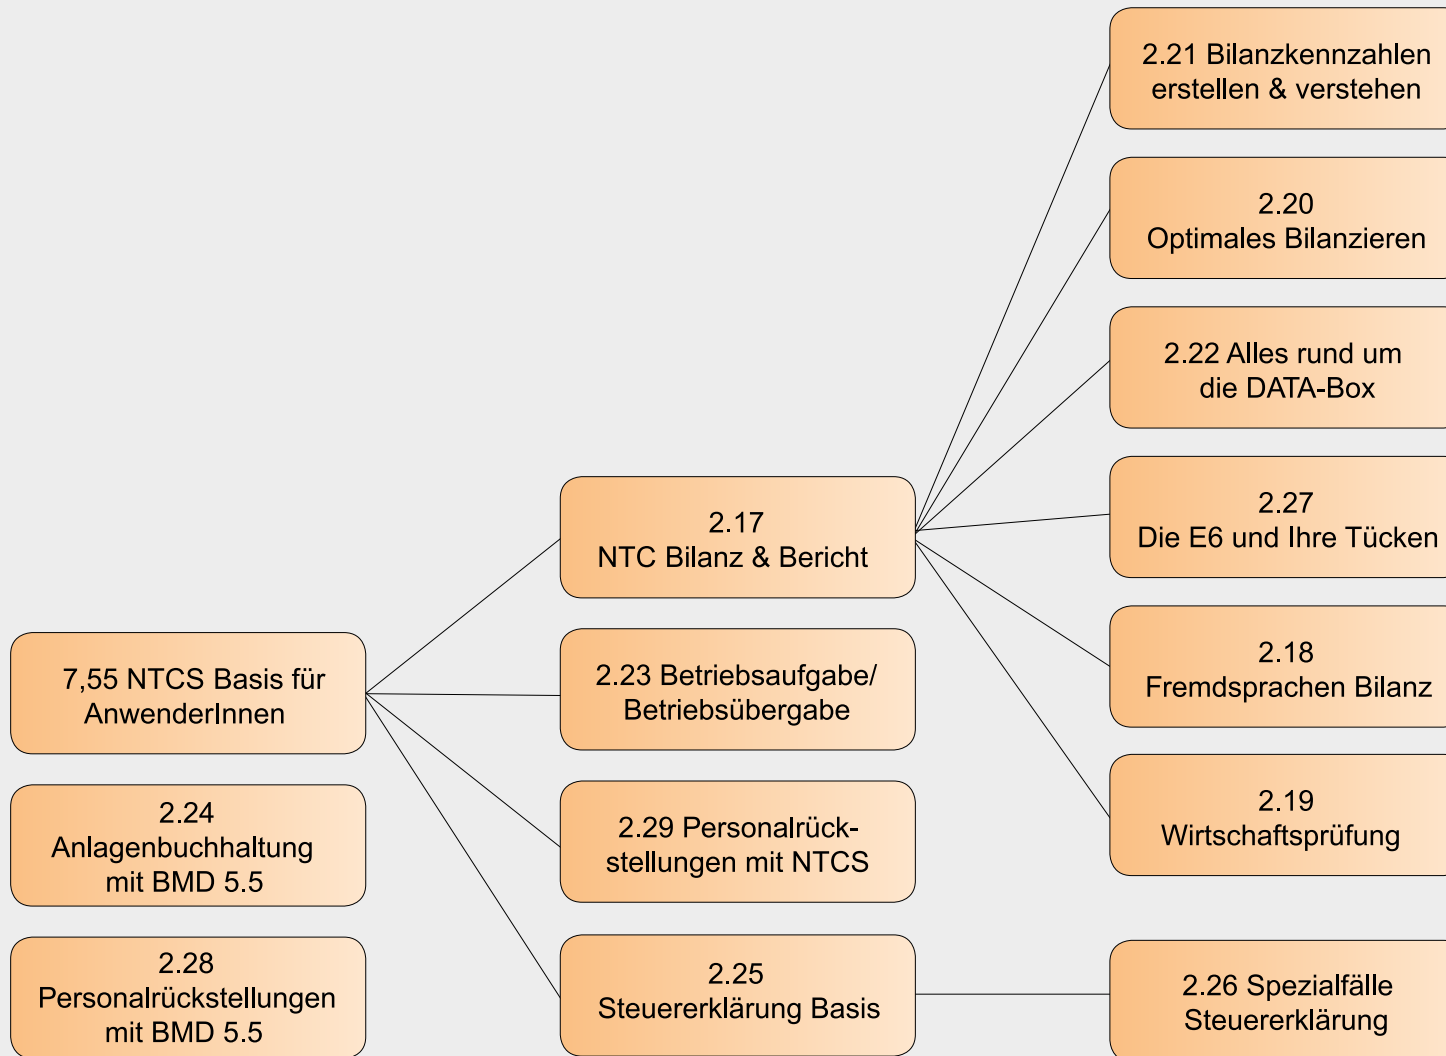 2.21 Bilanzkennzahlen
erstellen & verstehen
2.20
Optimales Bilanzieren
2.22 Alles rund um
die DATA-Box
2.27
Die E6 und Ihre Tücken
2.18
Fremdsprachen Bilanz
2.19
Wirtschaftsprüfung
2.26 Spezialfälle
Steuererklärung
2.17
NTC Bilanz & Bericht
2.23 Betriebsaufgabe/
Betriebsübergabe
2.29 Personalrück-
stellungen mit NTCS
2.25
Steuererklärung Basis
7,55 NTCS Basis für
AnwenderInnen
2.24
Anlagenbuchhaltung
mit BMD 5.5
2.28
Personalrückstellungen
mit BMD 5.5